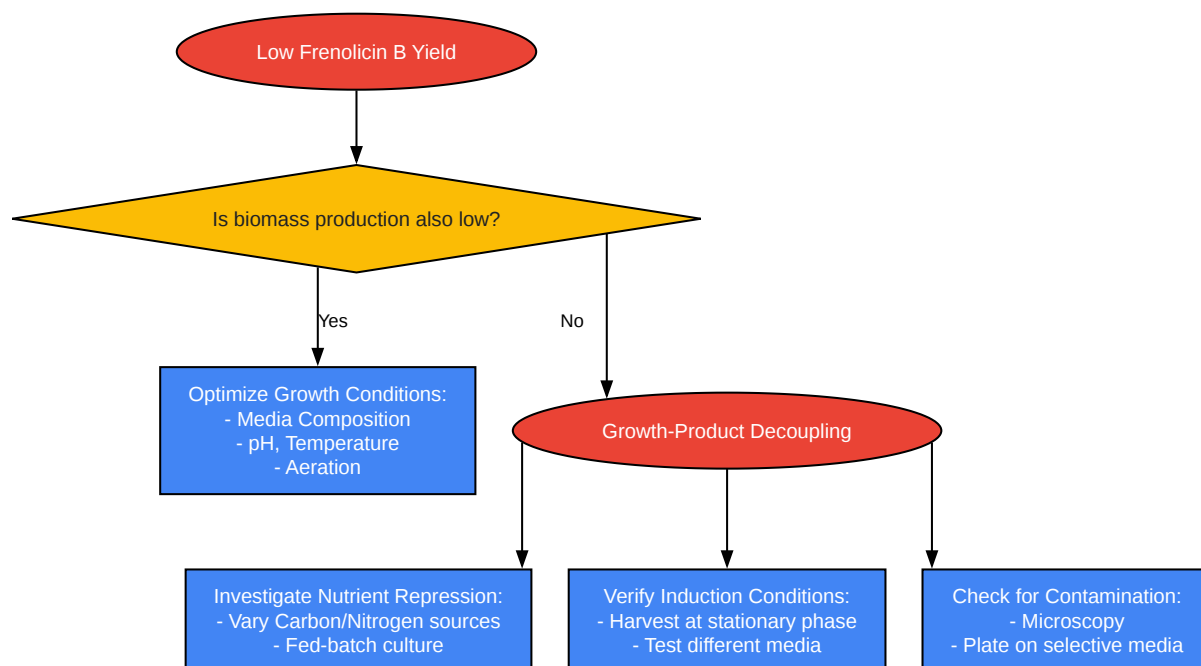 Low Frenolicin B Yield
Is biomass production also low?
Yes
No
Optimize Growth Conditions:
- Media Composition
- pH, Temperature
- Aeration
Growth-Product Decoupling
Investigate Nutrient Repression:
- Vary Carbon/Nitrogen sources
- Fed-batch culture
Verify Induction Conditions:
- Harvest at stationary phase
- Test different media
Check for Contamination:
- Microscopy
- Plate on selective media